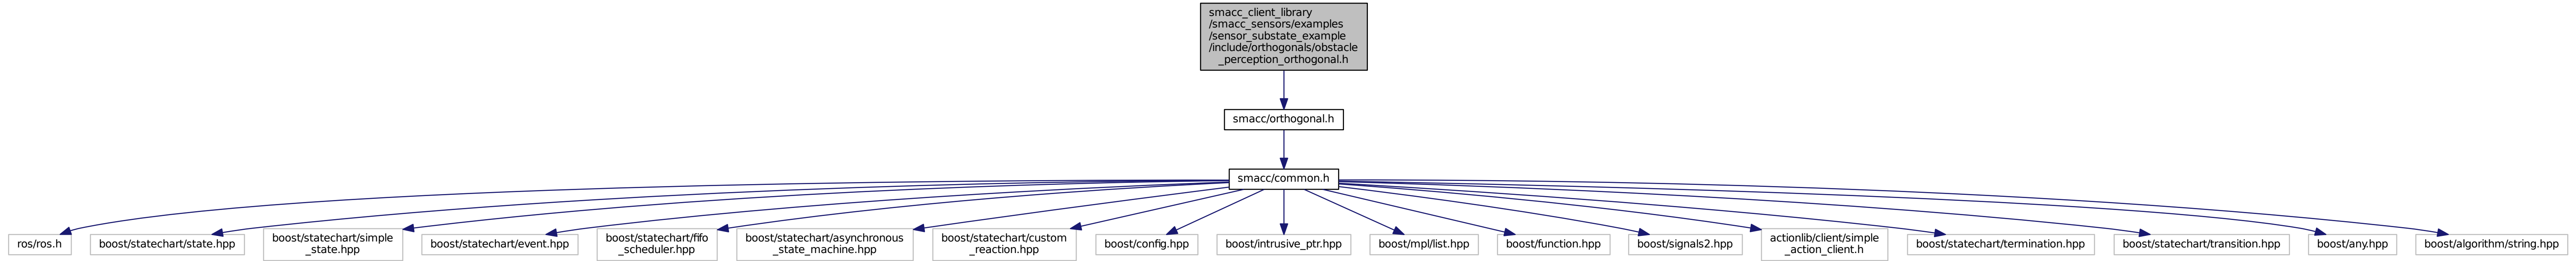 smacc_client_library
/smacc_sensors/examples
/sensor_substate_example
/include/orthogonals/obstacle
_perception_orthogonal.h
smacc/orthogonal.h
smacc/common.h
ros/ros.h
boost/statechart/state.hpp
boost/statechart/simple
_state.hpp
boost/statechart/event.hpp
boost/statechart/fifo
_scheduler.hpp
boost/statechart/asynchronous
_state_machine.hpp
boost/statechart/custom
_reaction.hpp
boost/config.hpp
boost/intrusive_ptr.hpp
boost/mpl/list.hpp
boost/function.hpp
boost/signals2.hpp
actionlib/client/simple
_action_client.h
boost/statechart/termination.hpp
boost/statechart/transition.hpp
boost/any.hpp
boost/algorithm/string.hpp